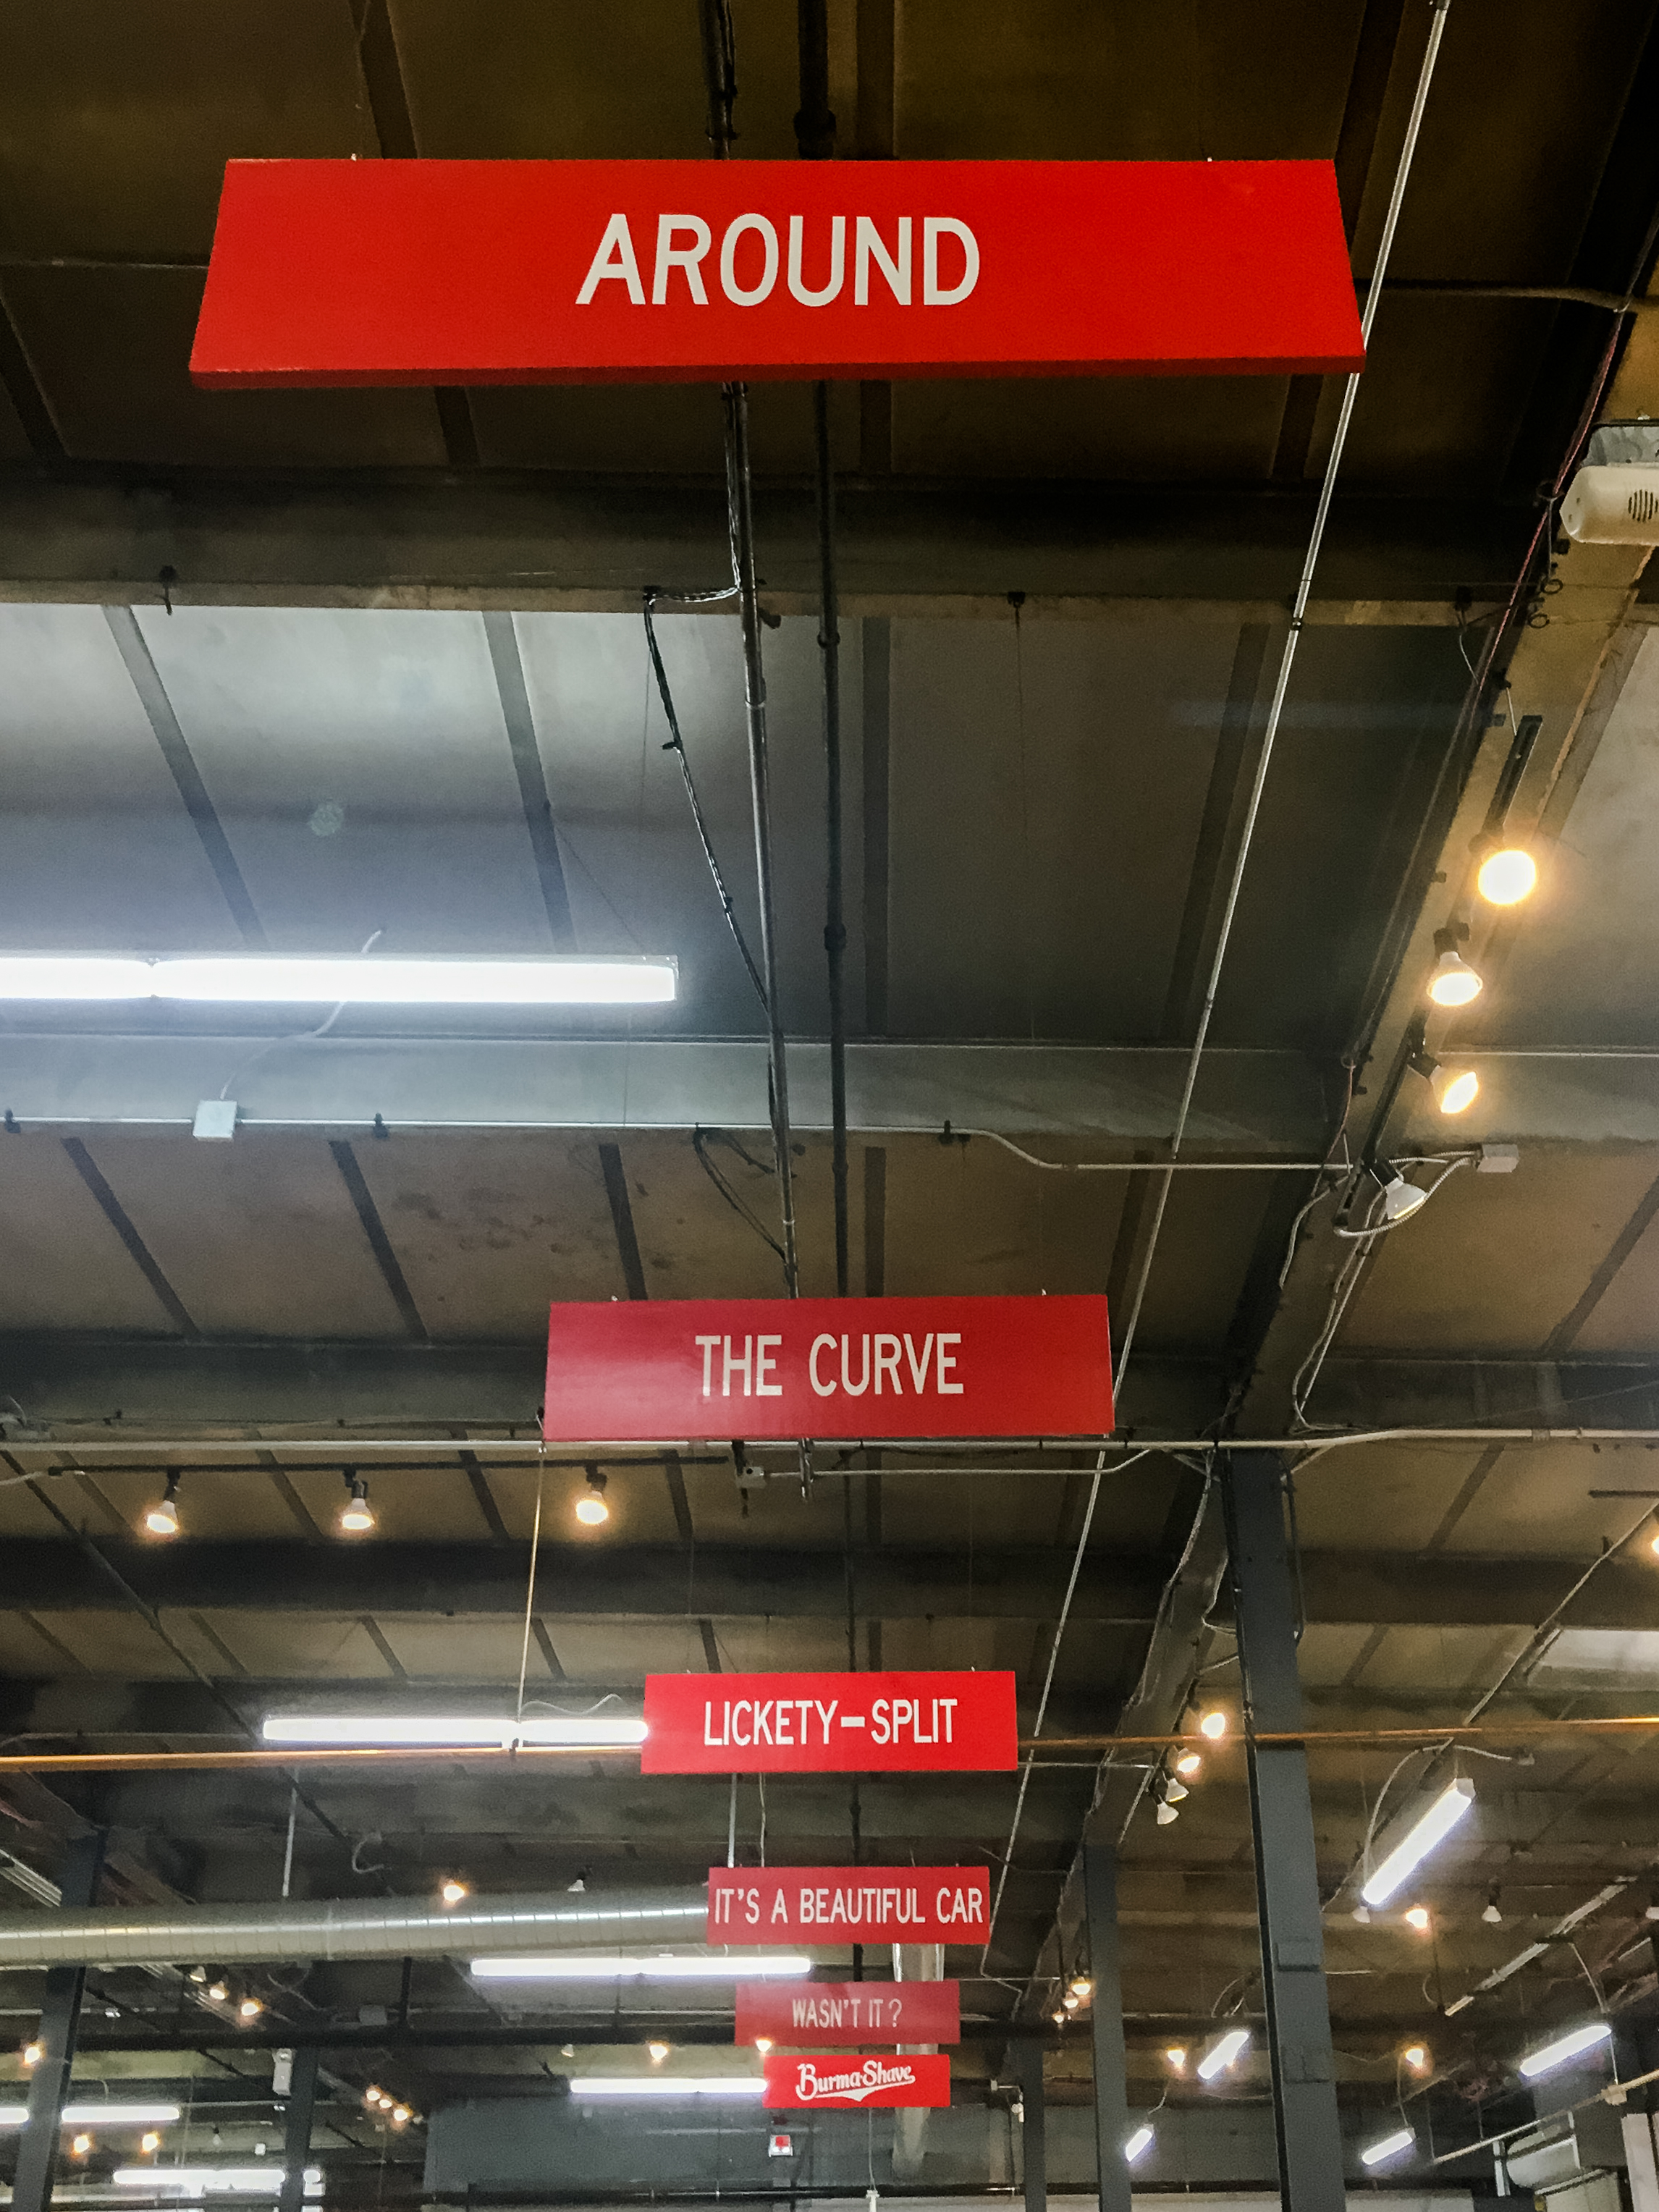 AROUND
THE CURVE
LICKETY-SPLIT
IT'S A BEAUTIFUL CAR
WASN'T IT?
Burma-Shave